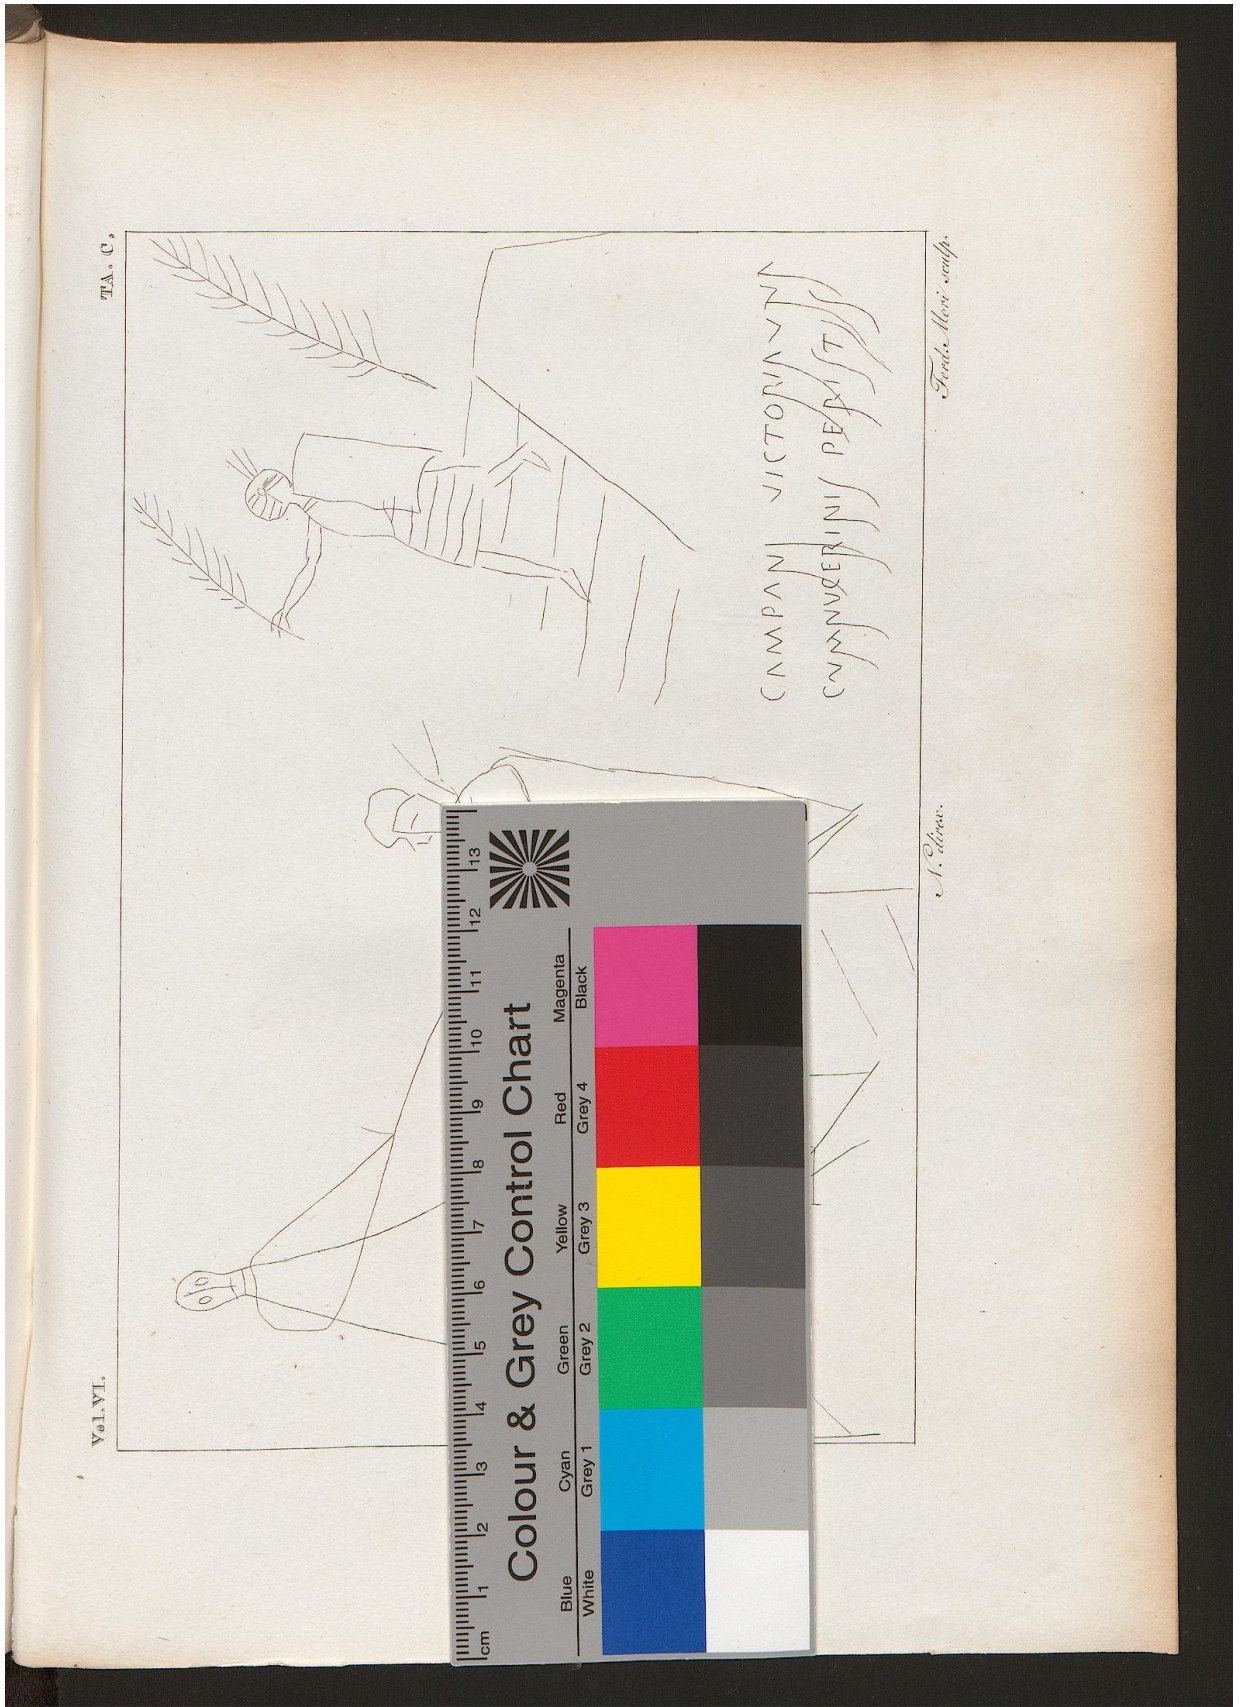 Vol.VI.
TA. C.
CAMPANI VICTORIA VNA
CVM NVCERINIS PERISTIS
N. direx.
Ferd. Mori sculp.
Colour & Grey Control Chart
Blue Cyan Green Yellow Red Magenta
White Grey 1 Grey 2 Grey 3 Grey 4 Black
cm 1 2 3 4 5 6 7 8 9 10 11 12 13